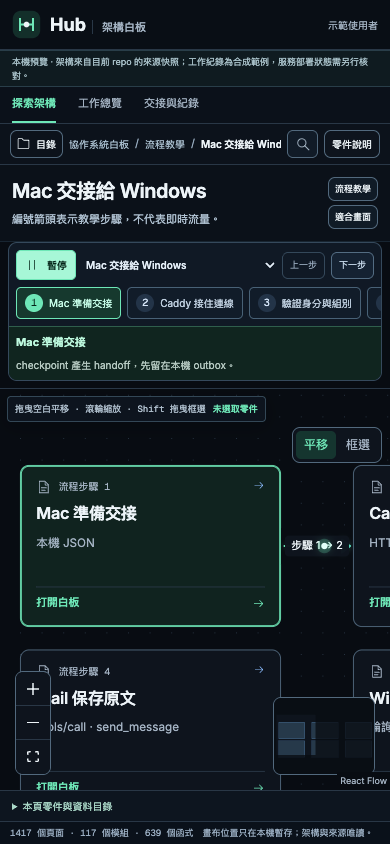 Hub
架構白板
示範使用者
本機預覽 · 架構來自目前 repo 的來源快照；工作紀錄為合成範例，服務部署狀態需另行核
對。
探索架構
工作總覽
交接與紀錄
目錄
協作系統白板 / 流程教學 / Mac 交接給 Wind
零件說明
Mac 交接給 Windows
流程教學
編號箭頭表示教學步驟，不代表即時流量。
適合畫面
暫停
Mac 交接給 Windows
上一步
下一步
1 Mac 準備交接
2 Caddy 接住連線
3 驗證身分與組別
Mac 準備交接
checkpoint 產生 handoff，先留在本機 outbox。
拖曳空白平移 · 滾輪縮放 · Shift 拖曳框選 未選取零件
平移
框選
流程步驟 1
Mac 準備交接
本機 JSON
打開白板
步驟 1
2
Ca
HTT
打開
流程步驟 4
ail 保存原文
ols/call · send_message
打開白板
Wi
React Flow
本頁零件與資料目錄
1417 個頁面 · 117 個模組 · 639 個函式 畫布位置只在本機暫存；架構與來源唯讀。